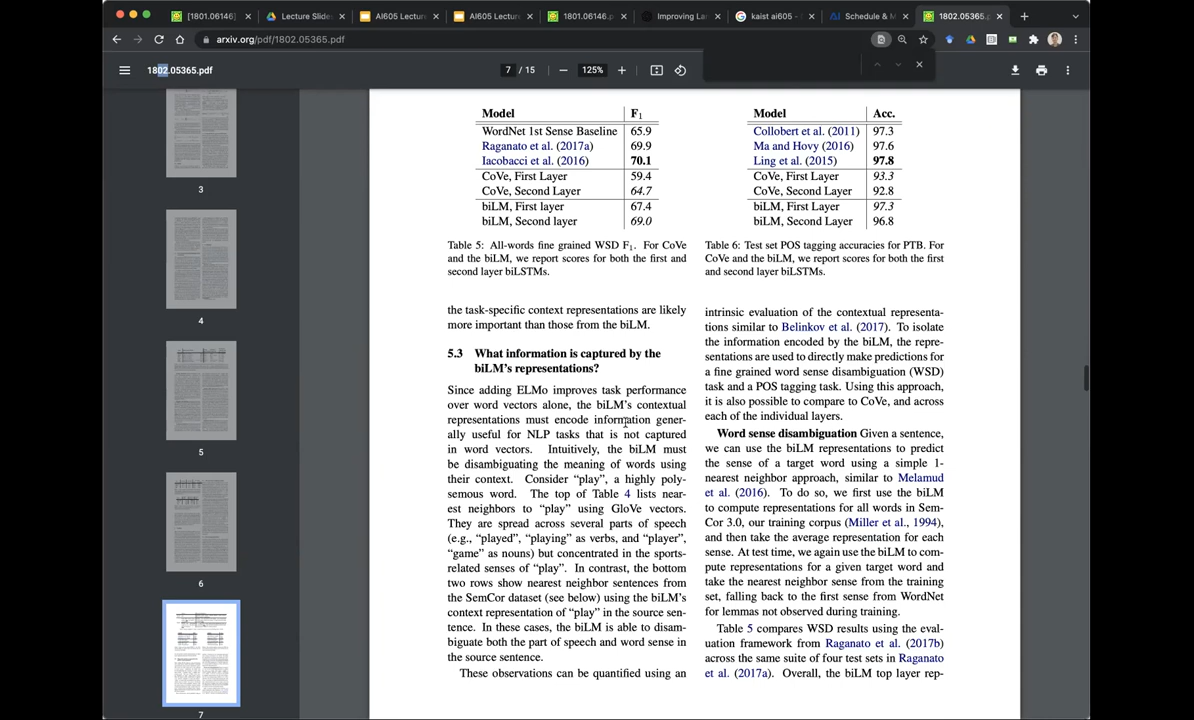 [1801.06146]
Lecture Slides
AI605 Lecture
AI605 Lecture
1801.06146.p
Improving La
kaist ai605 -
Schedule & M
1802.05365.p
arxiv.org/pdf/1802.05365.pdf
1802.05365.pdf
7 / 15
125%
3
4
5
6
7
Model F1
WordNet 1st Sense Baseline 65.9
Raganato et al. (2017a) 69.9
Iacobacci et al. (2016) 70.1
CoVe, First Layer 59.4
CoVe, Second Layer 64.7
biLM, First layer 67.4
biLM, Second layer 69.0
Table 5: All-words fine grained WSD F1. For CoVe
and the biLM, we report scores for both the first and
second layer biLSTMs.
the task-specific context representations are likely
more important than those from the biLM.
5.3 What information is captured by the
biLM's representations?
Since adding ELMo improves task performance
over word vectors alone, the biLM's contextual
representations must encode information gener-
ally useful for NLP tasks that is not captured
in word vectors. Intuitively, the biLM must
be disambiguating the meaning of words using
their context. Consider "play", a highly poly-
semous word. The top of Table 4 lists near-
est neighbors to "play" using GloVe vectors.
They are spread across several parts of speech
(e.g., "played", "playing" as verbs, and "player",
"game" as nouns) but concentrated in the sports-
related senses of "play". In contrast, the bottom
two rows show nearest neighbor sentences from
the SemCor dataset (see below) using the biLM's
context representation of "play" in the source sen-
tence. In these cases, the biLM is able to disam-
biguate both the part of speech and word sense in
the source sentence.
These observations can be quantified using an
Model Acc.
Collobert et al. (2011) 97.3
Ma and Hovy (2016) 97.6
Ling et al. (2015) 97.8
CoVe, First Layer 93.3
CoVe, Second Layer 92.8
biLM, First Layer 97.3
biLM, Second Layer 96.8
Table 6: Test set POS tagging accuracies for PTB. For
CoVe and the biLM, we report scores for both the first
and second layer biLSTMs.
intrinsic evaluation of the contextual representa-
tions similar to Belinkov et al. (2017). To isolate
the information encoded by the biLM, the repre-
sentations are used to directly make predictions for
a fine grained word sense disambiguation (WSD)
task and a POS tagging task. Using this approach,
it is also possible to compare to CoVe, and across
each of the individual layers.
Word sense disambiguation Given a sentence,
we can use the biLM representations to predict
the sense of a target word using a simple 1-
nearest neighbor approach, similar to Melamud
et al. (2016). To do so, we first use the biLM
to compute representations for all words in Sem-
Cor 3.0, our training corpus (Miller et al., 1994),
and then take the average representation for each
sense. At test time, we again use the biLM to com-
pute representations for a given target word and
take the nearest neighbor sense from the training
set, falling back to the first sense from WordNet
for lemmas not observed during training.
Table 5 compares WSD results using the eval-
uation framework from Raganato et al. (2017b)
across the same suite of four test sets in Raganato
et al. (2017a). Overall, the biLM top layer rep-